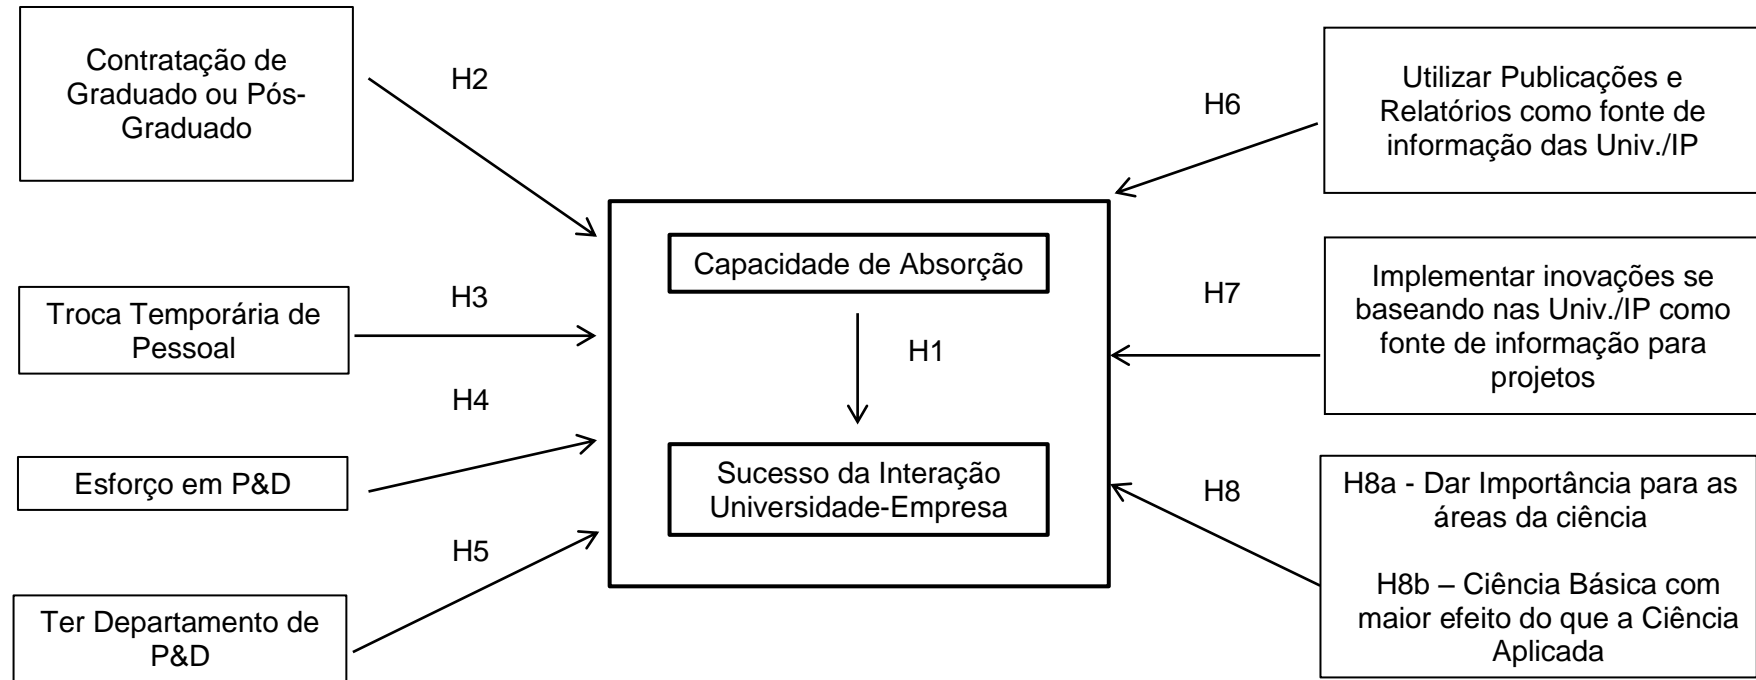 Contratação de
Graduado ou Pós-
Graduado
H2
Troca Temporária de
Pessoal
H3
Esforço em P&D
H4
Ter Departamento de
P&D
H5
Capacidade de Absorção
H1
Sucesso da Interação
Universidade-Empresa
H6
Utilizar Publicações e
Relatórios como fonte de
informação das Univ./IP
H7
Implementar inovações se
baseando nas Univ./IP como
fonte de informação para
projetos
H8
H8a - Dar Importância para as
áreas da ciência
H8b – Ciência Básica com
maior efeito do que a Ciência
Aplicada